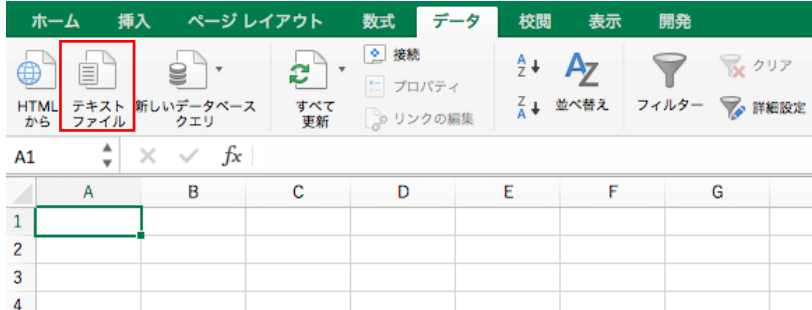 ホーム 挿入 ページ レイアウト 数式 データ 校閲 表示 開発
HTML から
テキスト ファイル
新しいデータベース クエリ
すべて 更新
接続
プロパティ
リンクの編集
A Z
Z A
AZ
並べ替え
フィルター
クリア
詳細設定
A1 fx
A B C D E F G
1
2
3
4